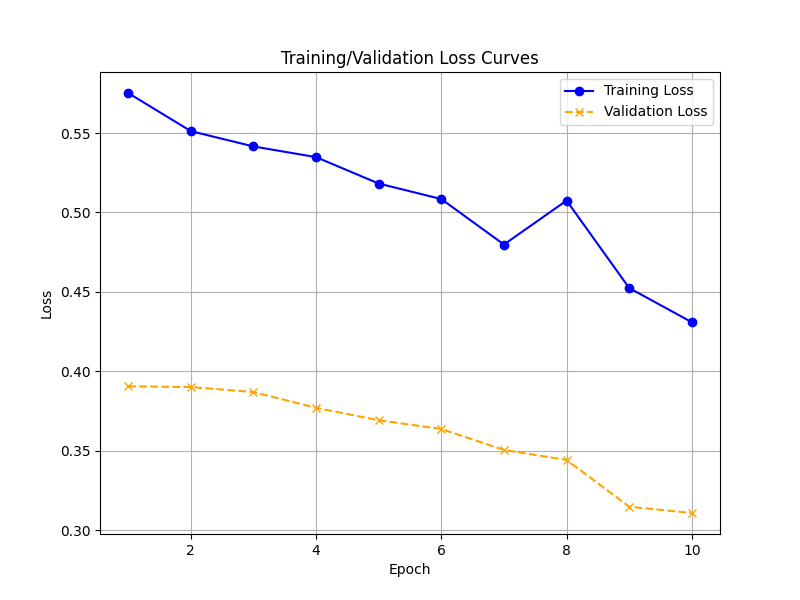 Training/Validation Loss Curves
Training Loss
Validation Loss
0.55
0.50
0.45
0.40
0.35
0.30
Loss
2
4
6
8
10
Epoch